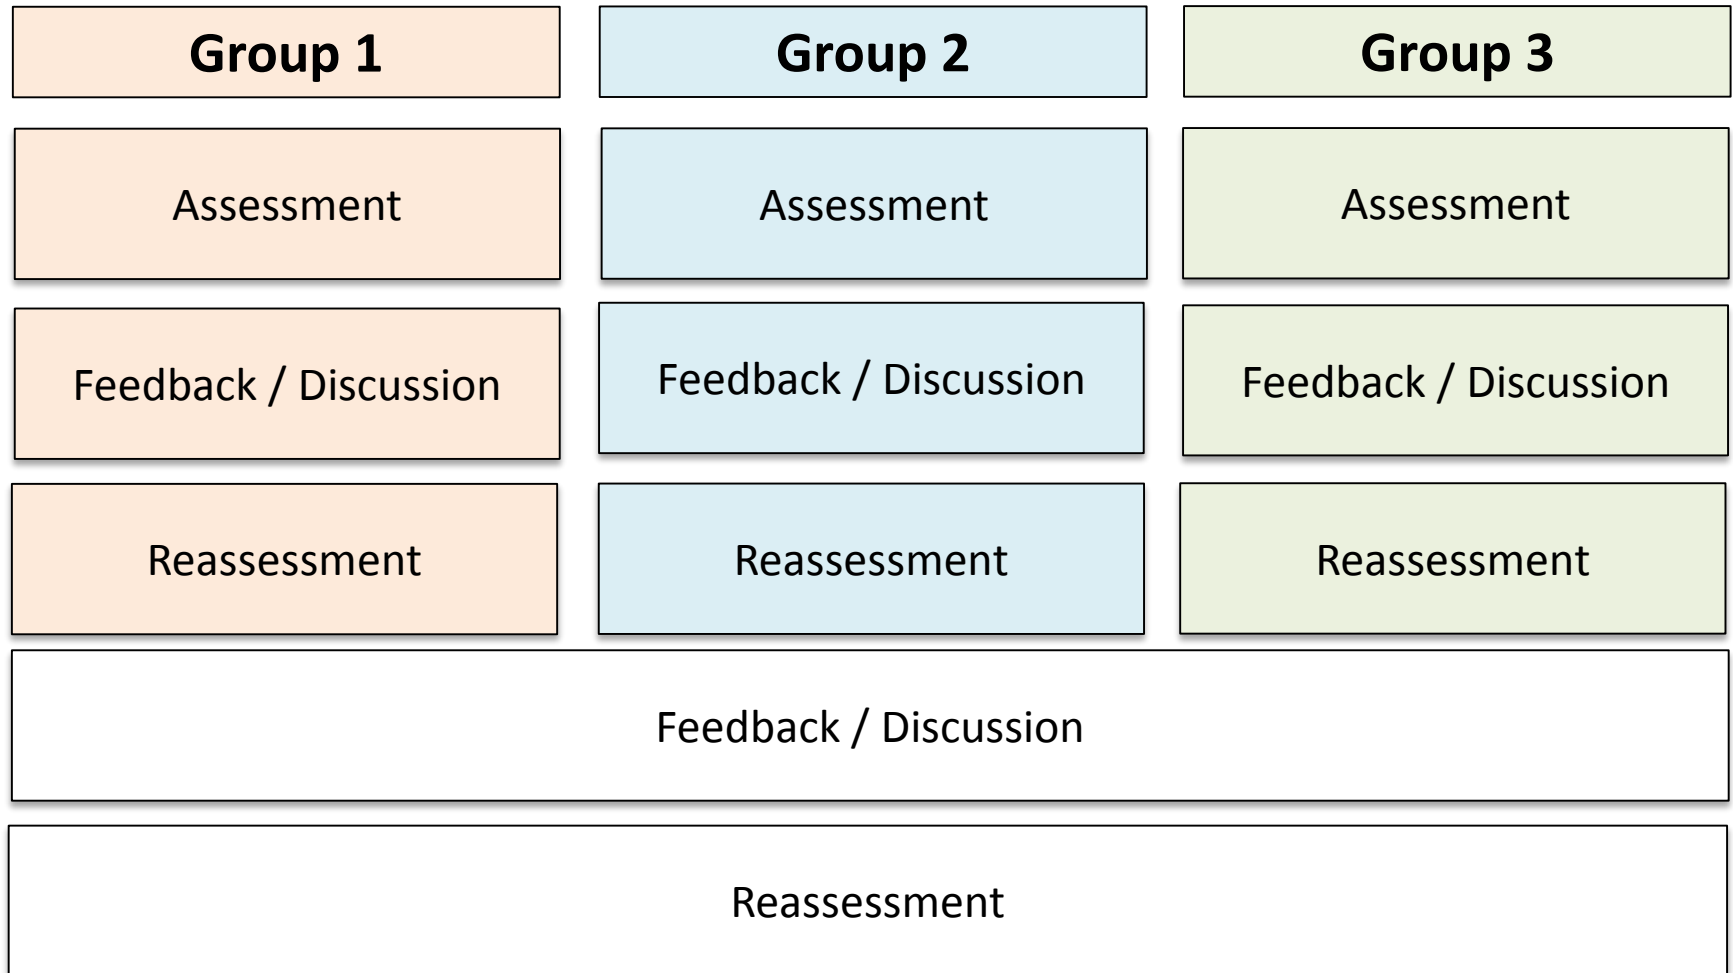 Group 1
Group 2
Group 3
Assessment
Assessment
Assessment
Feedback / Discussion
Feedback / Discussion
Feedback / Discussion
Reassessment
Reassessment
Reassessment
Feedback / Discussion
Reassessment